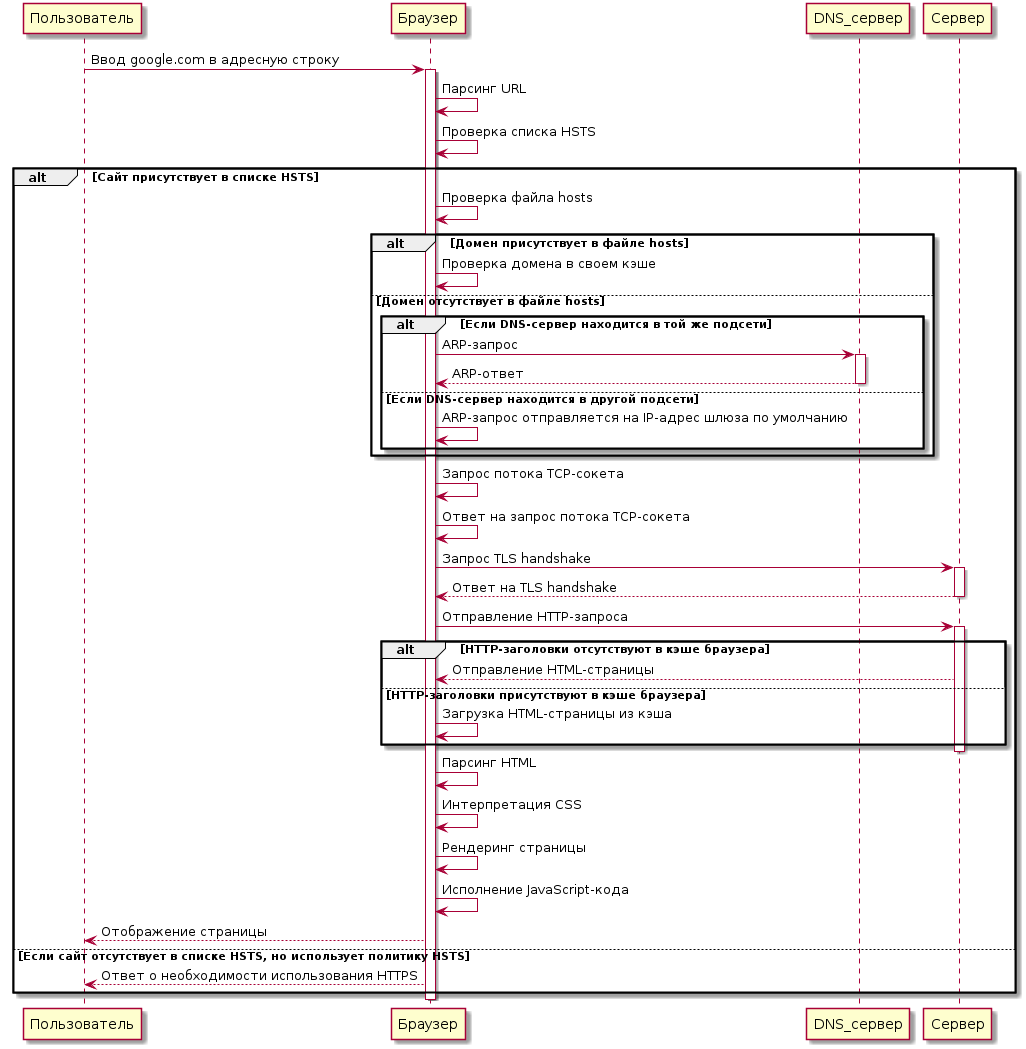 Пользователь Браузер DNS_сервер Сервер
Ввод google.com в адресную строку
Парсинг URL
Проверка списка HSTS
alt [Сайт присутствует в списке HSTS]
Проверка файла hosts
alt [Домен присутствует в файле hosts]
Проверка домена в своем кэше
[Домен отсутствует в файле hosts]
alt [Если DNS-сервер находится в той же подсети]
ARP-запрос
ARP-ответ
[Если DNS-сервер находится в другой подсети]
ARP-запрос отправляется на IP-адрес шлюза по умолчанию
Запрос потока TCP-сокета
Ответ на запрос потока TCP-сокета
Запрос TLS handshake
Ответ на TLS handshake
Отправление HTTP-запроса
alt [HTTP-заголовки отсутствуют в кэше браузера]
Отправление HTML-страницы
[HTTP-заголовки присутствуют в кэше браузера]
Загрузка HTML-страницы из кэша
Парсинг HTML
Интерпретация CSS
Рендеринг страницы
Исполнение JavaScript-кода
Отображение страницы
[Если сайт отсутствует в списке HSTS, но использует политику HSTS]
Ответ о необходимости использования HTTPS
Пользователь Браузер DNS_сервер Сервер